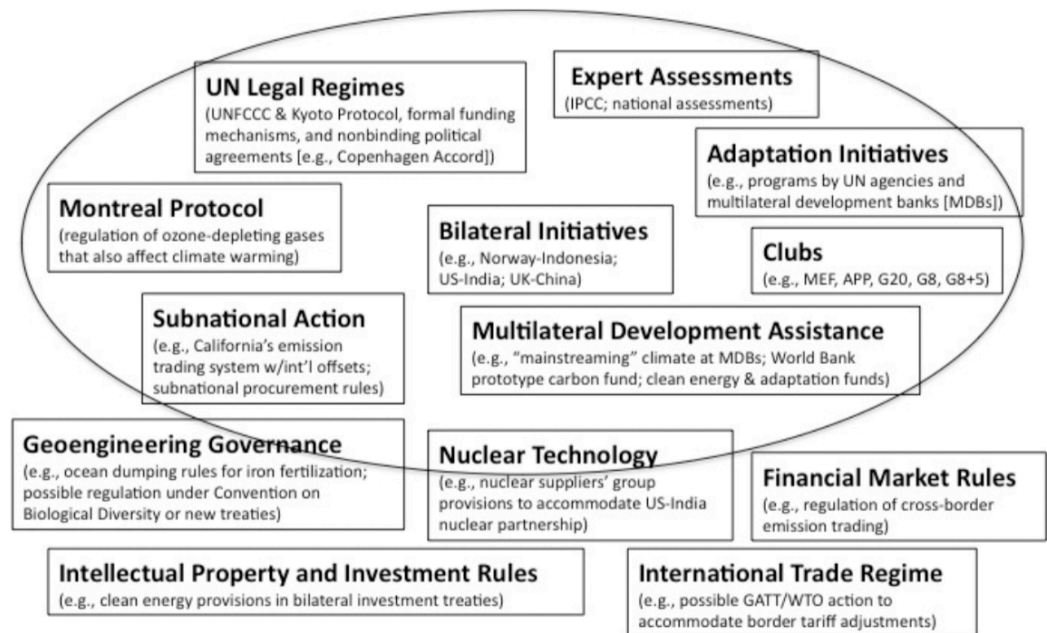 UN Legal Regimes
(UNFCCC & Kyoto Protocol, formal funding
mechanisms, and nonbinding political
agreements [e.g., Copenhagen Accord])
Expert Assessments
(IPCC; national assessments)
Adaptation Initiatives
(e.g., programs by UN agencies and
multilateral development banks [MDBs])
Montreal Protocol
(regulation of ozone-depleting gases
that also affect climate warming)
Bilateral Initiatives
(e.g., Norway-Indonesia;
US-India; UK-China)
Clubs
(e.g., MEF, APP, G20, G8, G8+5)
Subnational Action
(e.g., California's emission
trading system w/int'l offsets;
subnational procurement rules)
Multilateral Development Assistance
(e.g., "mainstreaming" climate at MDBs; World Bank
prototype carbon fund; clean energy & adaptation funds)
Geoengineering Governance
(e.g., ocean dumping rules for iron fertilization;
possible regulation under Convention on
Biological Diversity or new treaties)
Nuclear Technology
(e.g., nuclear suppliers' group
provisions to accommodate US-India
nuclear partnership)
Financial Market Rules
(e.g., regulation of cross-border
emission trading)
Intellectual Property and Investment Rules
(e.g., clean energy provisions in bilateral investment treaties)
International Trade Regime
(e.g., possible GATT/WTO action to
accommodate border tariff adjustments)